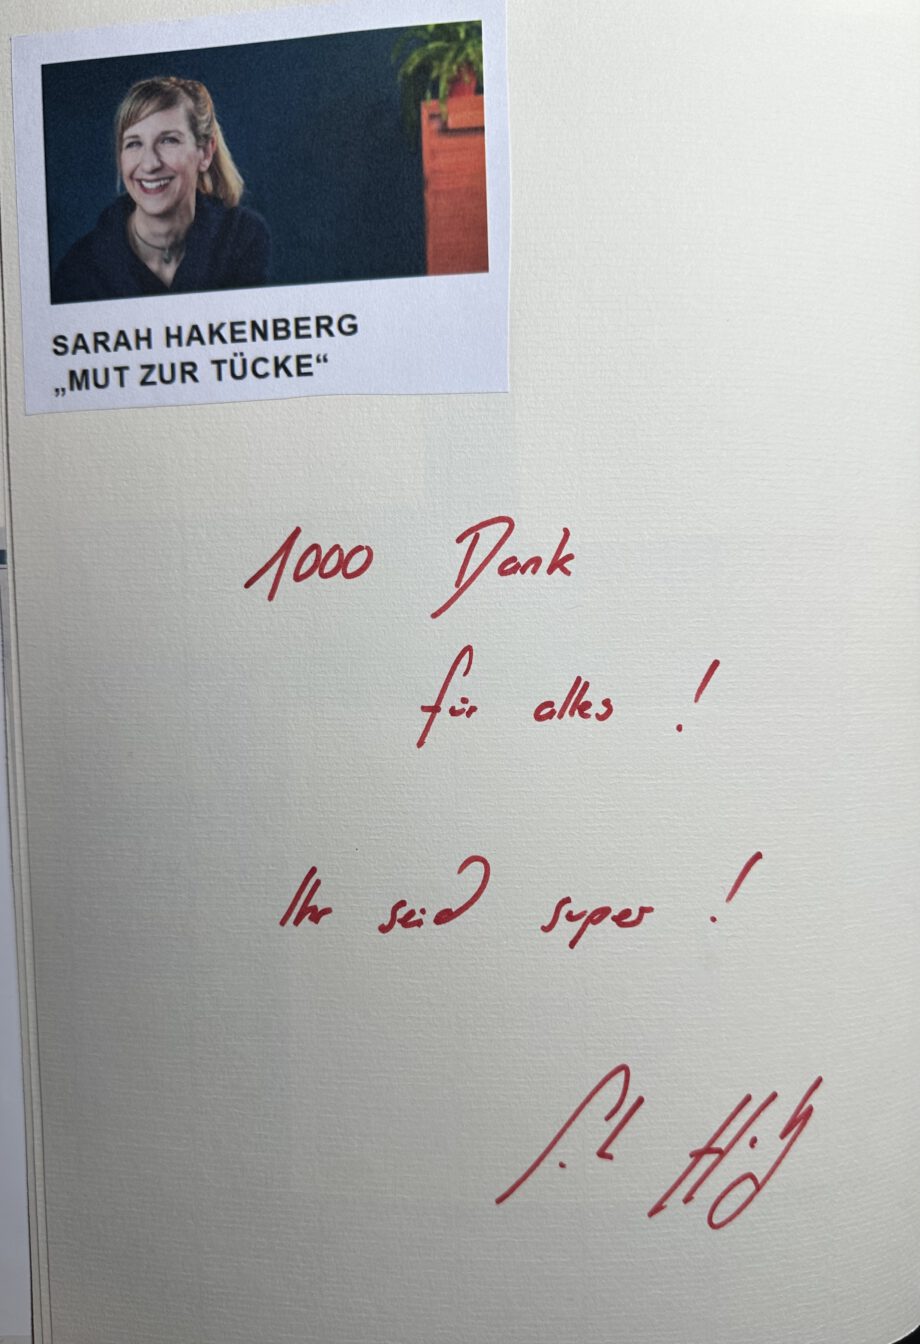 SARAH HAKENBERG
„MUT ZUR TÜCKE“
1000 Dank
für alles !
Ihr seid super !